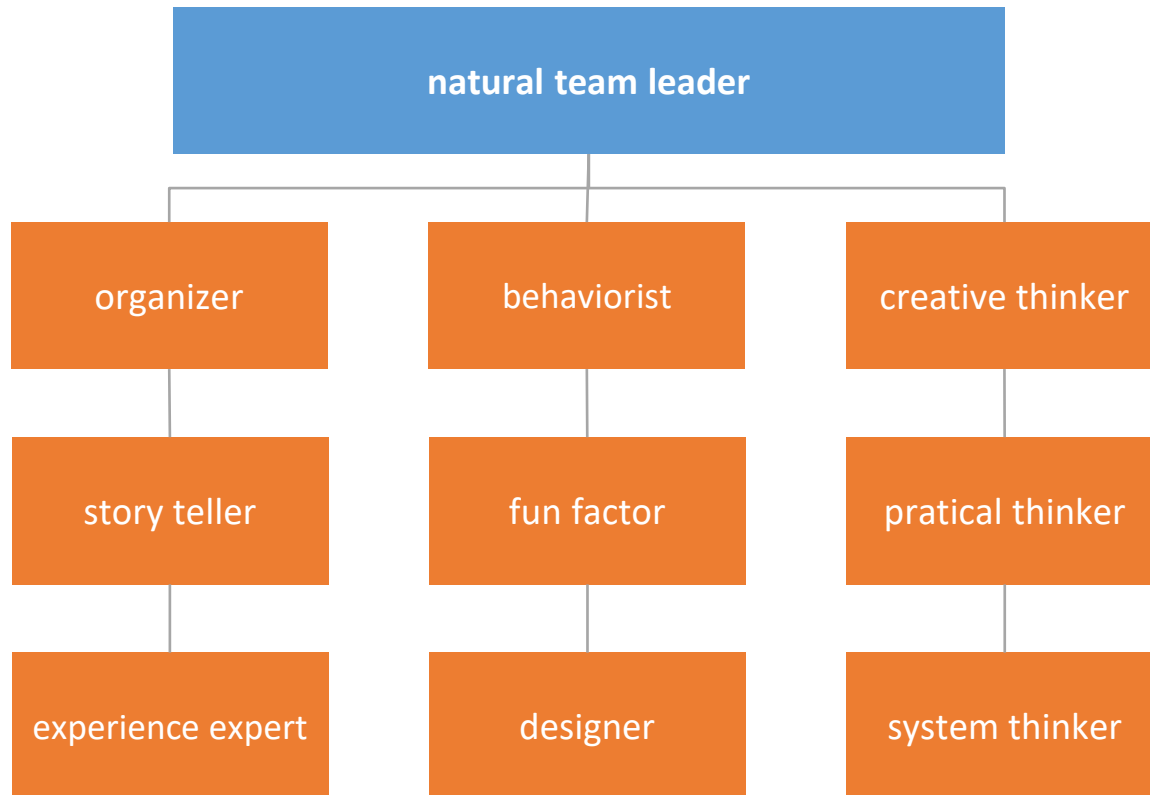 natural team leader
organizer
behaviorist
creative thinker
story teller
fun factor
pratical thinker
experience expert
designer
system thinker